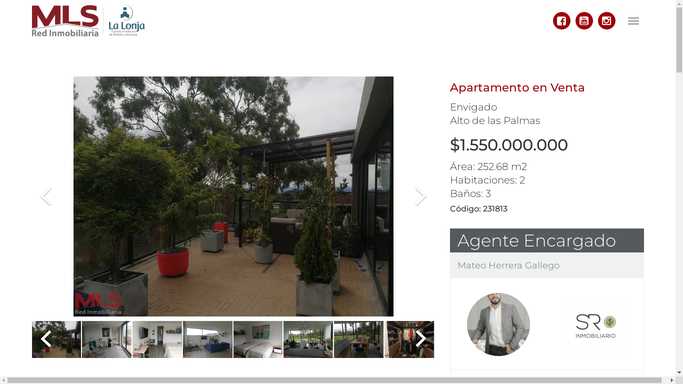 MLS
Red Inmobiliaria
La Lonja
Apartamento en Venta
Envigado
Alto de las Palmas
$1.550.000.000
Área: 252.68 m2
Habitaciones: 2
Baños: 3
Código: 231813
Agente Encargado
Mateo Herrera Gallego
SR
INMOBILIARIO
MLS
Red Inmobiliaria